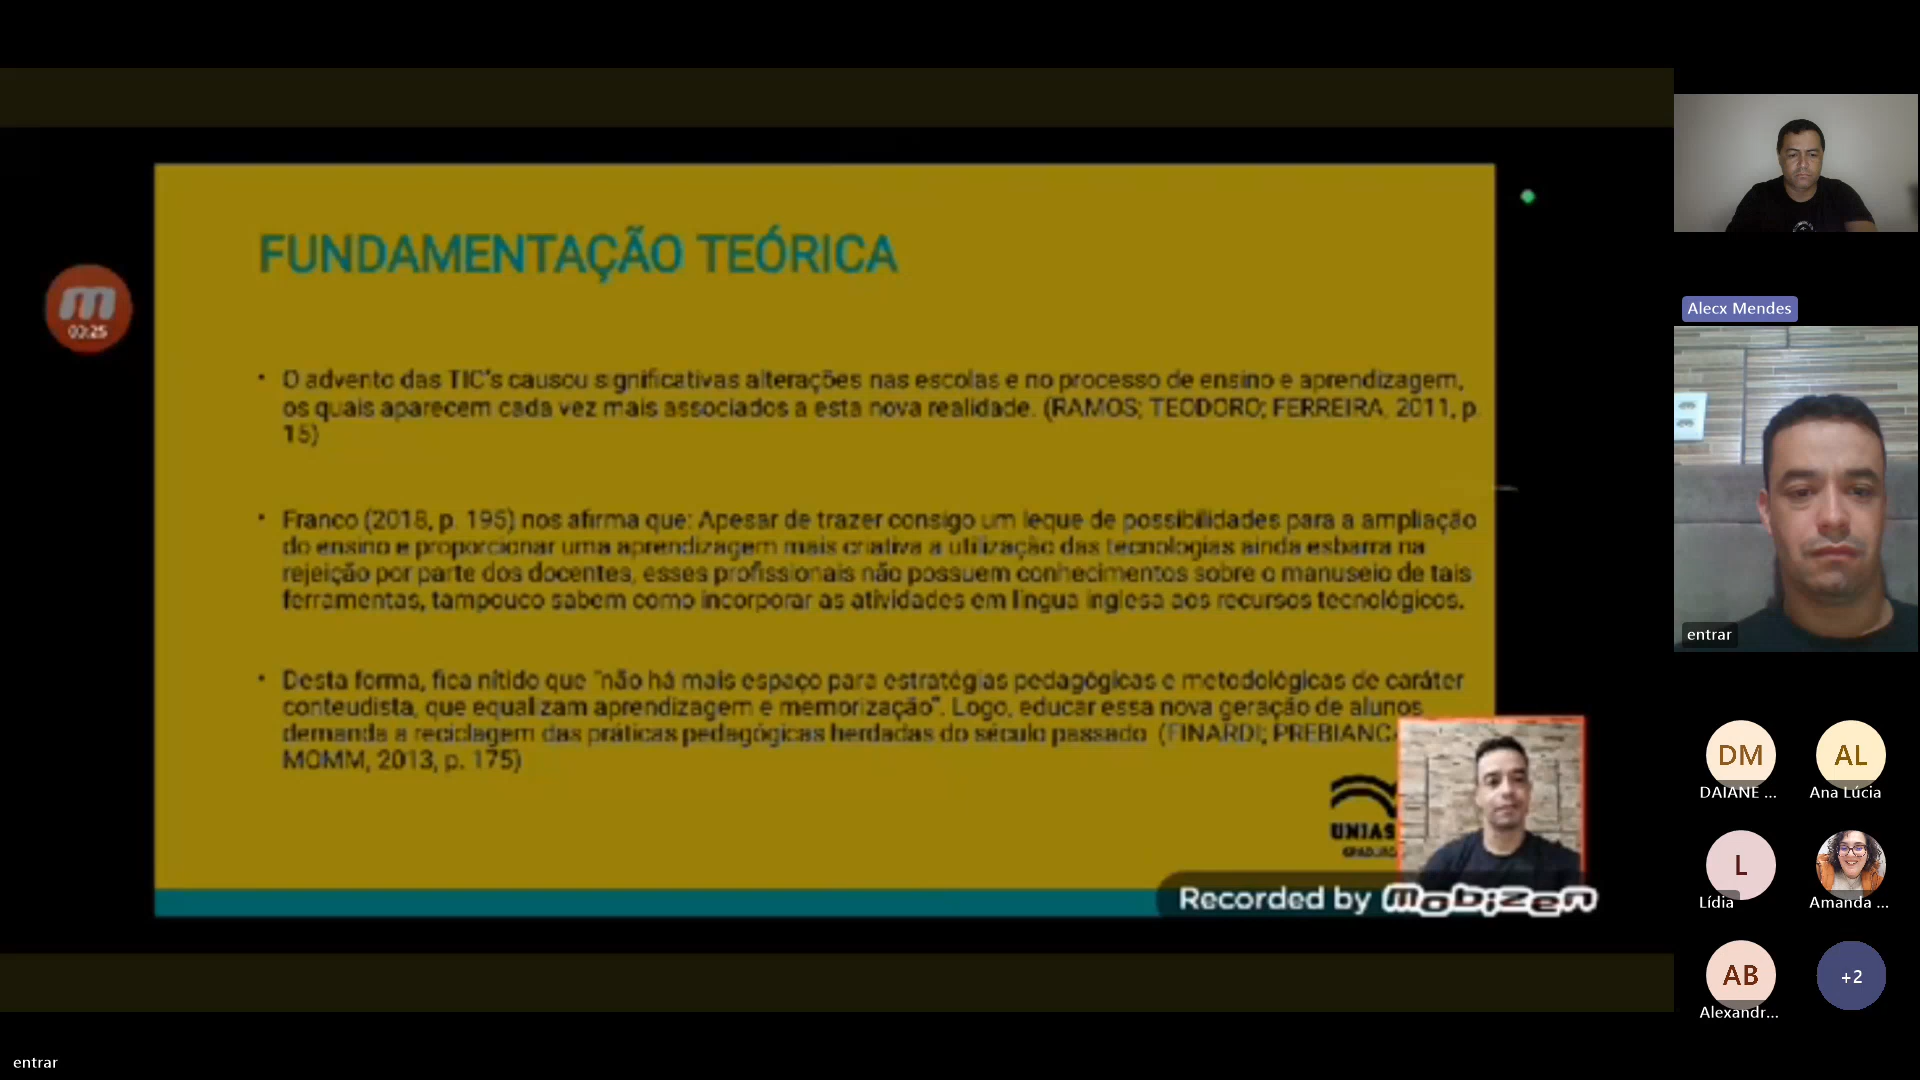 FUNDAMENTAÇÃO TEÓRICA
03:25
• O advento das TIC's causou significativas alterações nas escolas e no processo de ensino e aprendizagem,
os quais aparecem cada vez mais associados a esta nova realidade. (RAMOS; TEODORO; FERREIRA, 2011, p.
15)
• Franco (2018, p. 195) nos afirma que: Apesar de trazer consigo um leque de possibilidades para a ampliação
do ensino e proporcionar uma aprendizagem mais criativa a utilização das tecnologias ainda esbarra na
rejeição por parte dos docentes, esses profissionais não possuem conhecimentos sobre o manuseio de tais
ferramentas, tampouco sabem como incorporar as atividades em língua inglesa aos recursos tecnológicos.
• Desta forma, fica nítido que "não há mais espaço para estratégias pedagógicas e metodológicas de caráter
conteudista, que equalizam aprendizagem e memorização". Logo, educar essa nova geração de alunos
demanda a reciclagem das práticas pedagógicas herdadas do século passado (FINARDI; PREBIANC
MOMM, 2013, p. 175)
UNIAS
Recorded by mobizen
Alecx Mendes
entrar
DM
DAIANE ...
AL
Ana Lúcia
L
Lídia
Amanda ...
AB
Alexandr...
+2
entrar